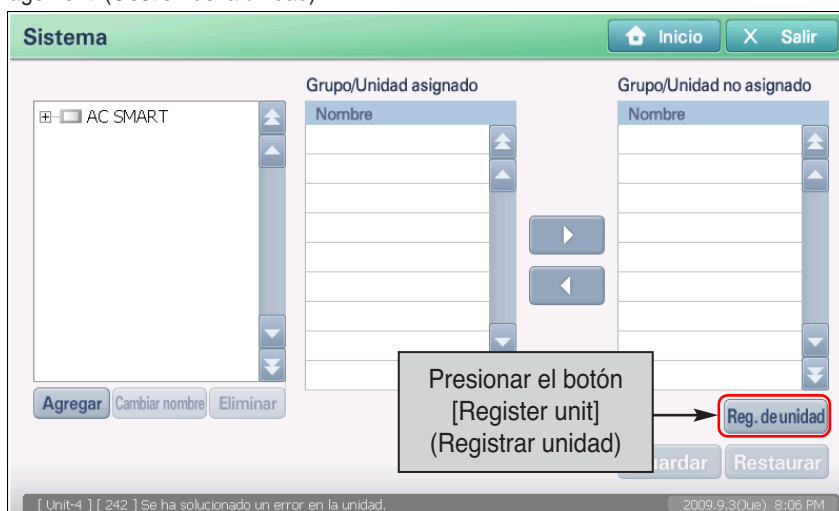 Sistema
Inicio
X Salir
Grupo/Unidad asignado
Grupo/Unidad no asignado
AC SMART
Nombre
Nombre
Presionar el botón
[Register unit]
(Registrar unidad)
Agregar
Cambiar nombre
Eliminar
Reg. de unidad
Restaurar
[ Unit-4 ] [ 242 ] Se ha solucionado un error en la unidad.
2009.9.3(Jue) 8:06 PM